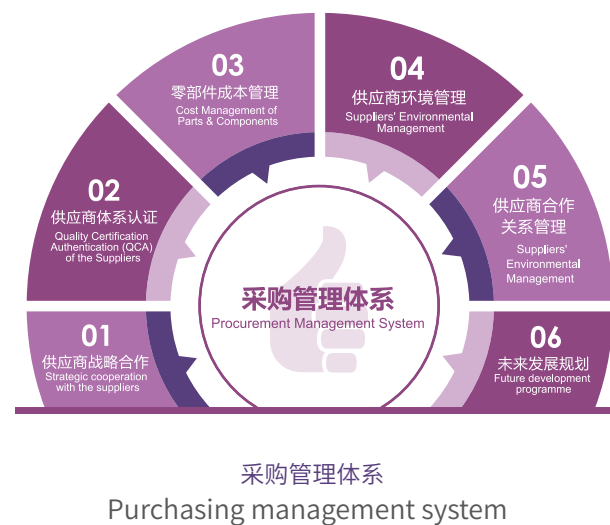 01
供应商战略合作
Strategic cooperation
with the suppliers
02
供应商体系认证
Quality Certification
Authentication (QCA)
of the Suppliers
03
零部件成本管理
Cost Management of
Parts & Components
04
供应商环境管理
Suppliers' Environmental
Management
05
供应商合作
关系管理
Suppliers'
Environmental
Management
06
未来发展规划
Future development
programme
采购管理体系
Procurement Management System
采购管理体系
Purchasing management system